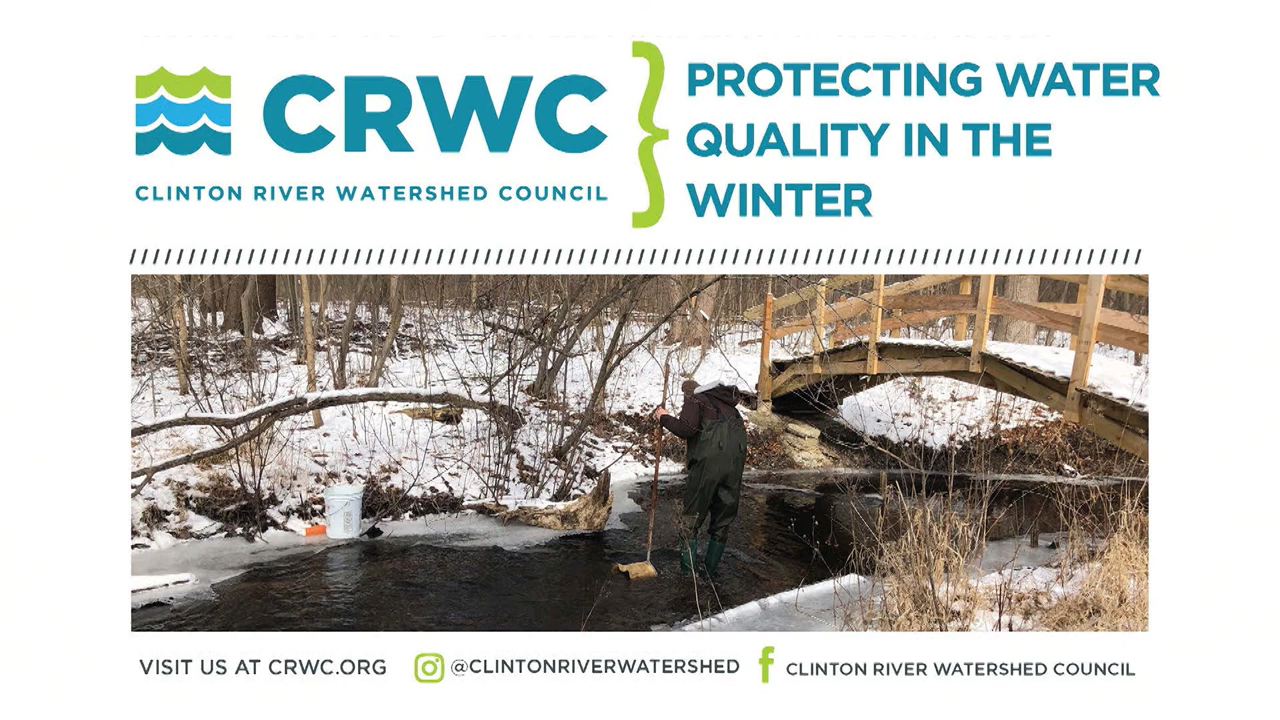 CRWC
CLINTON RIVER WATERSHED COUNCIL
PROTECTING WATER
QUALITY IN THE
WINTER
VISIT US AT CRWC.ORG
@CLINTONRIVERWATERSHED
CLINTON RIVER WATERSHED COUNCIL